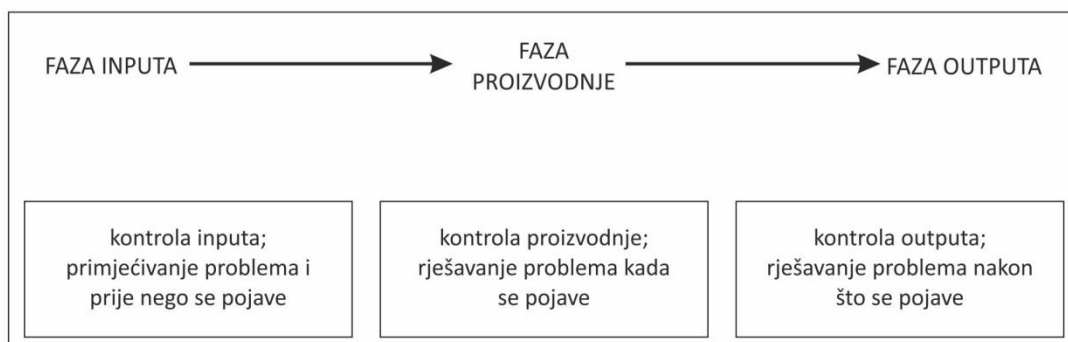 FAZA INPUTA
FAZA
PROIZVODNJE
FAZA OUTPUTA
kontrola inputa;
primjećivanje problema i
prije nego se pojave
kontrola proizvodnje;
rješavanje problema kada
se pojave
kontrola outputa;
rješavanje problema nakon
što se pojave